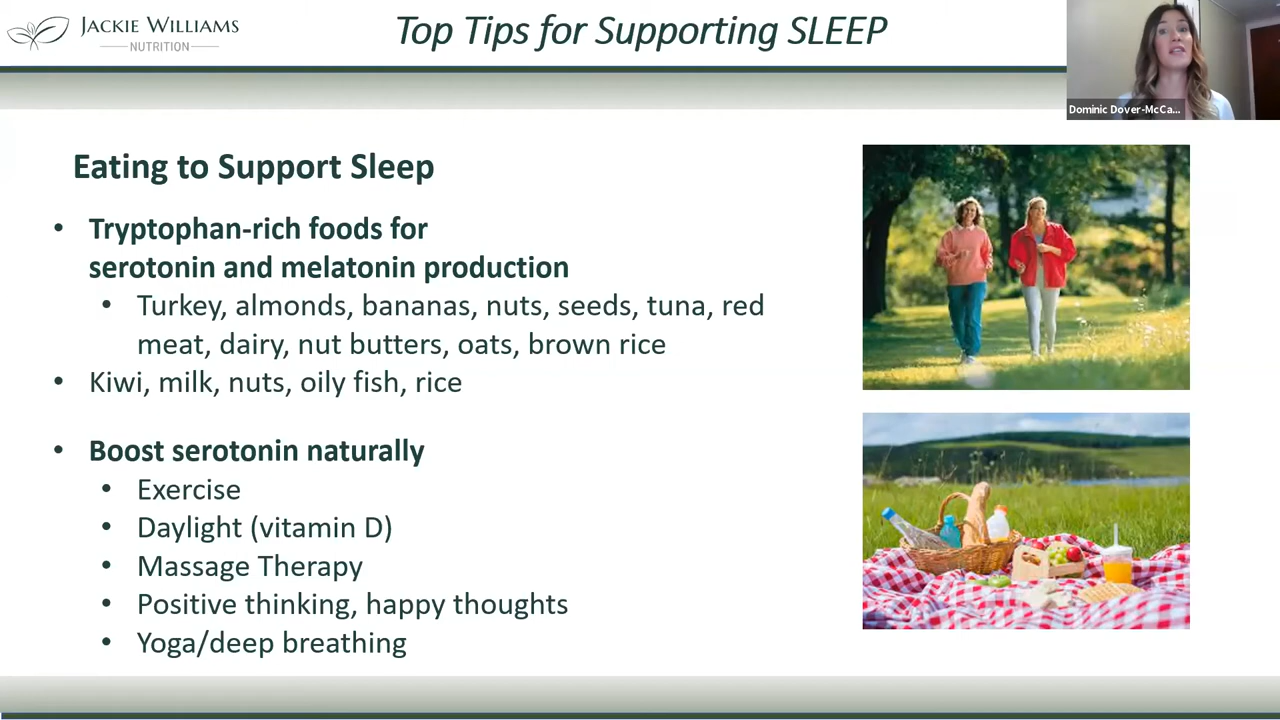 JACKIE WILLIAMS
NUTRITION
Top Tips for Supporting SLEEP
Dominic Dover-McCa...
Eating to Support Sleep
• Tryptophan-rich foods for
serotonin and melatonin production
• Turkey, almonds, bananas, nuts, seeds, tuna, red
meat, dairy, nut butters, oats, brown rice
• Kiwi, milk, nuts, oily fish, rice
• Boost serotonin naturally
• Exercise
• Daylight (vitamin D)
• Massage Therapy
• Positive thinking, happy thoughts
• Yoga/deep breathing